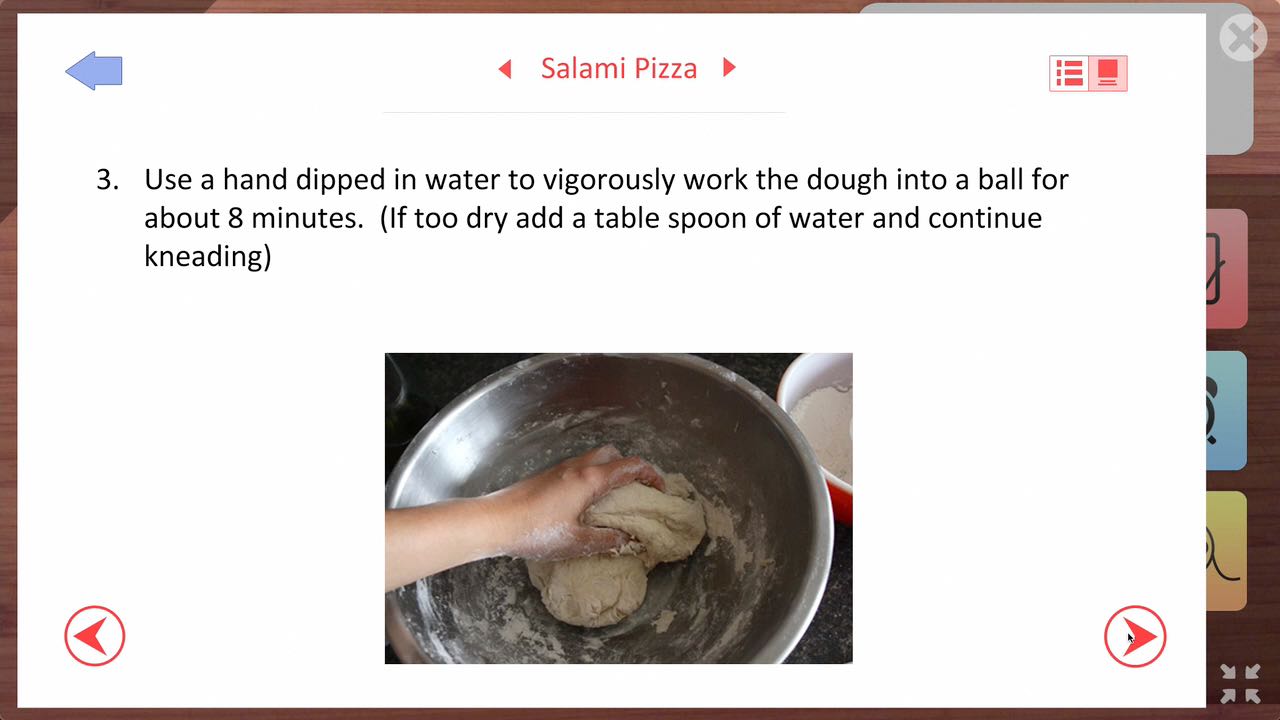 Salami Pizza
3. Use a hand dipped in water to vigorously work the dough into a ball for
about 8 minutes.  (If too dry add a table spoon of water and continue
kneading)